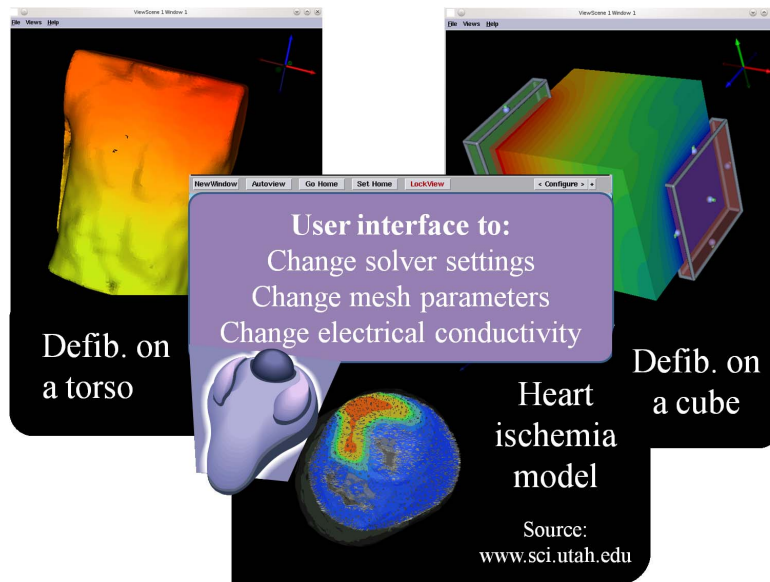 ViewScene 1 Window 1
File Views Help
ViewScene 1 Window 1
File Views Help
NewWindow Autoview Go Home Set Home LockView < Configure > +
User interface to:
Change solver settings
Change mesh parameters
Change electrical conductivity
Defib. on
a torso
Heart
ischemia
model
Source:
www.sci.utah.edu
Defib. on
a cube